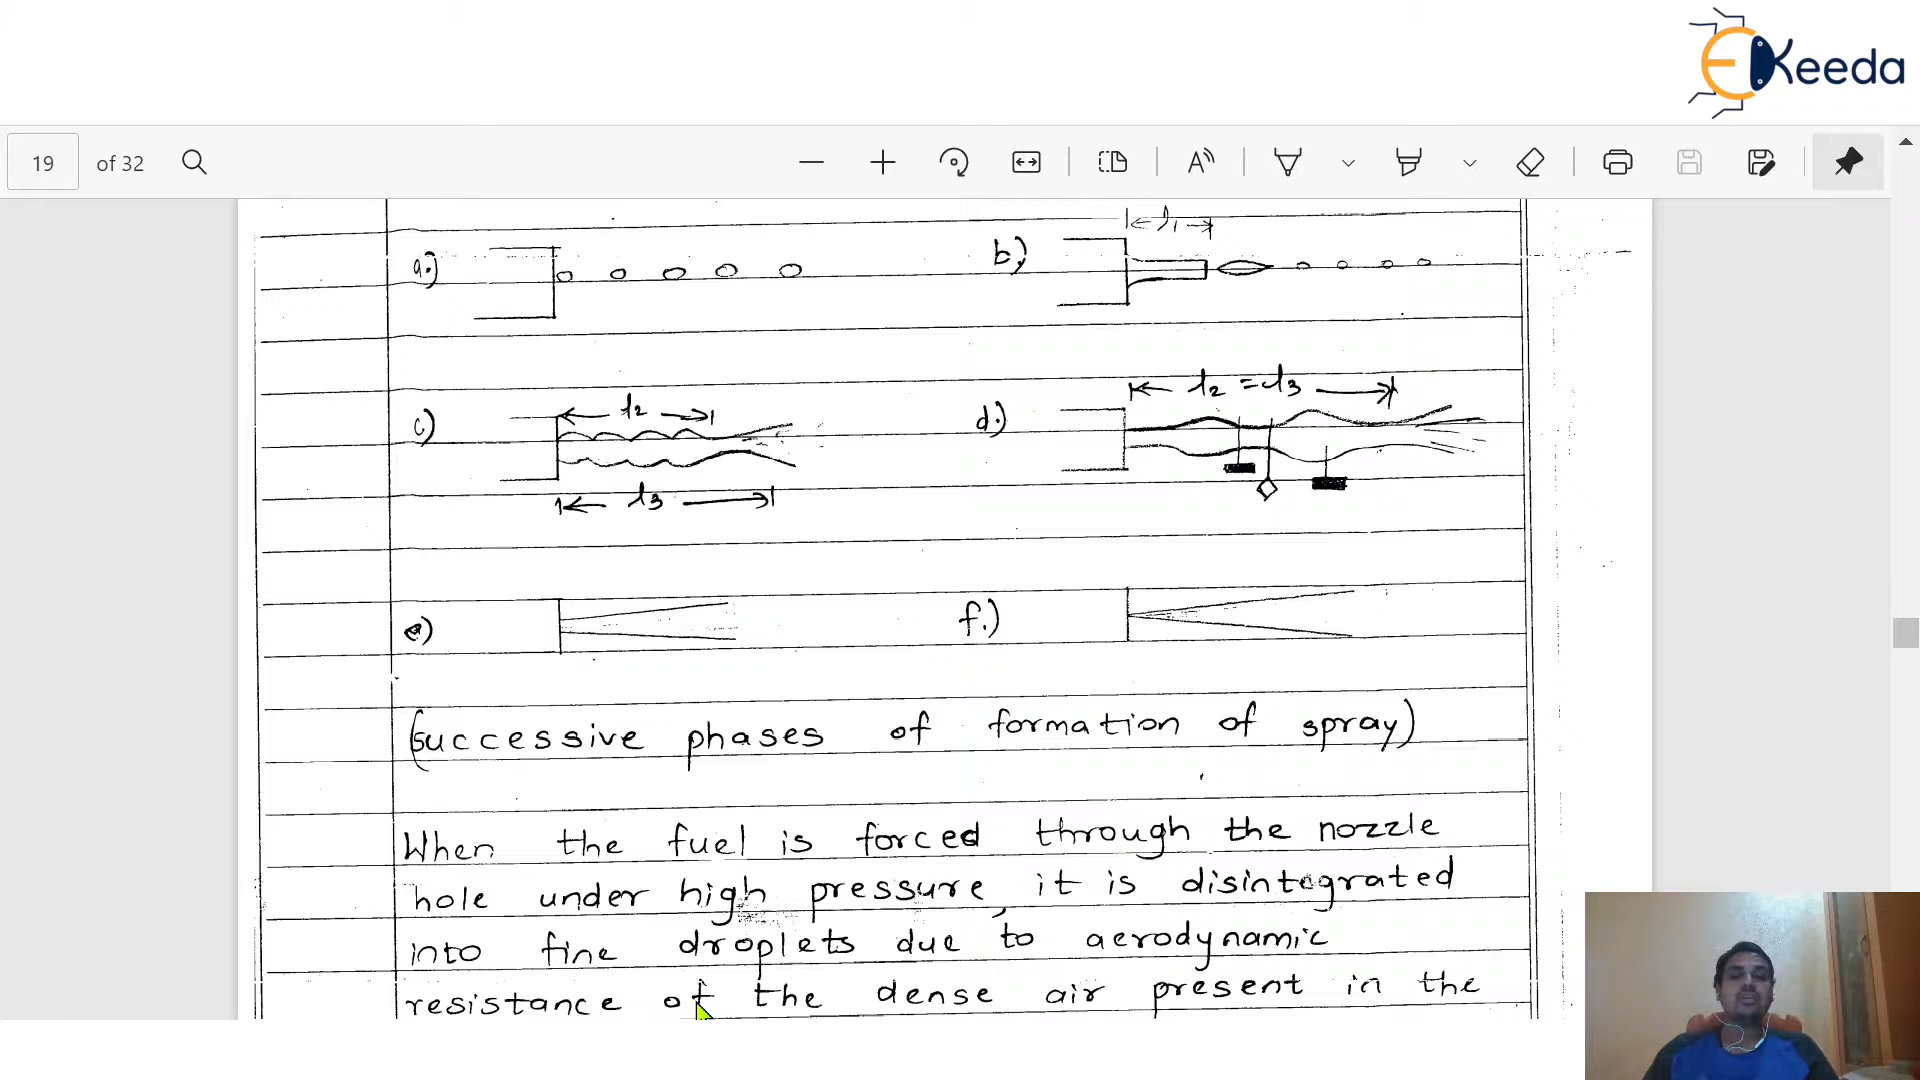 EKeeda
19 of 32
a.)
b)
l1
c)
l2
l3
d.)
l2 = l3
e)
f.)
(Successive phases of formation of spray)
When the fuel is forced through the nozzle
hole under high pressure, it is disintegrated
into fine droplets due to aerodynamic
resistance of the dense air present in the